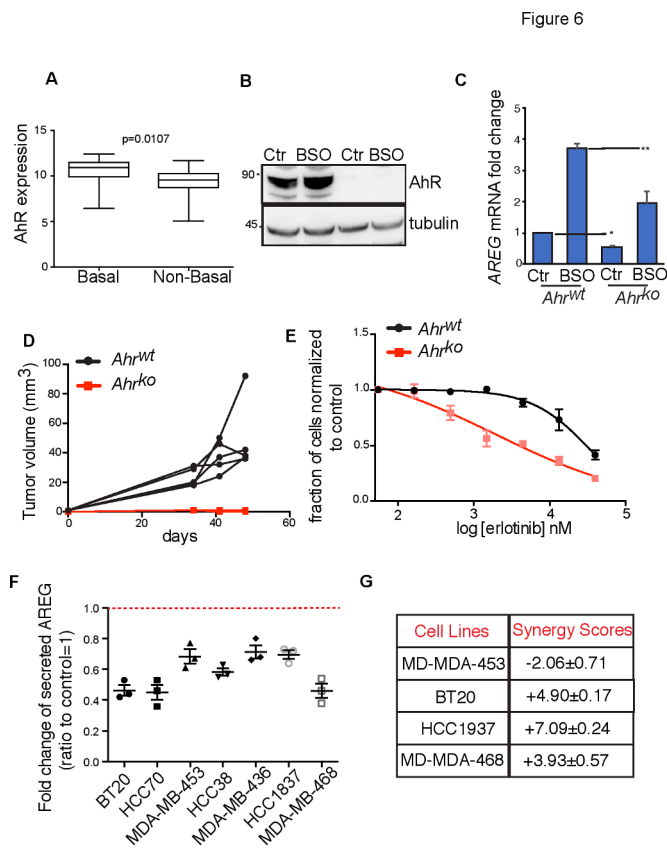 Figure 6
A
AhR expression
15
10
5
0
p=0.0107
Basal
Non-Basal
B
Ctr BSO Ctr BSO
90
45
AhR
tubulin
C
AREG mRNA fold change
5
4
3
2
1
0
**
*
Ctr
BSO
Ctr
BSO
Ahrwt
Ahrko
D
Ahrwt
Ahrko
Tumor volume (mm3)
100
80
60
40
20
0
0
20
40
60
days
E
Ahrwt
Ahrko
fraction of cells normalized
to control
1.5
1.0
0.5
0.0
2
3
4
5
log [erlotinib] nM
F
Fold change of secreted AREG
(ratio to control=1)
1.0
0.8
0.6
0.4
0.2
0.0
BT20
HCC70
MDA-MB-453
HCC38
MDA-MB-436
HCC1837
MDA-MB-468
G
Cell Lines Synergy Scores
MD-MDA-453 -2.06±0.71
BT20 +4.90±0.17
HCC1937 +7.09±0.24
MD-MDA-468 +3.93±0.57